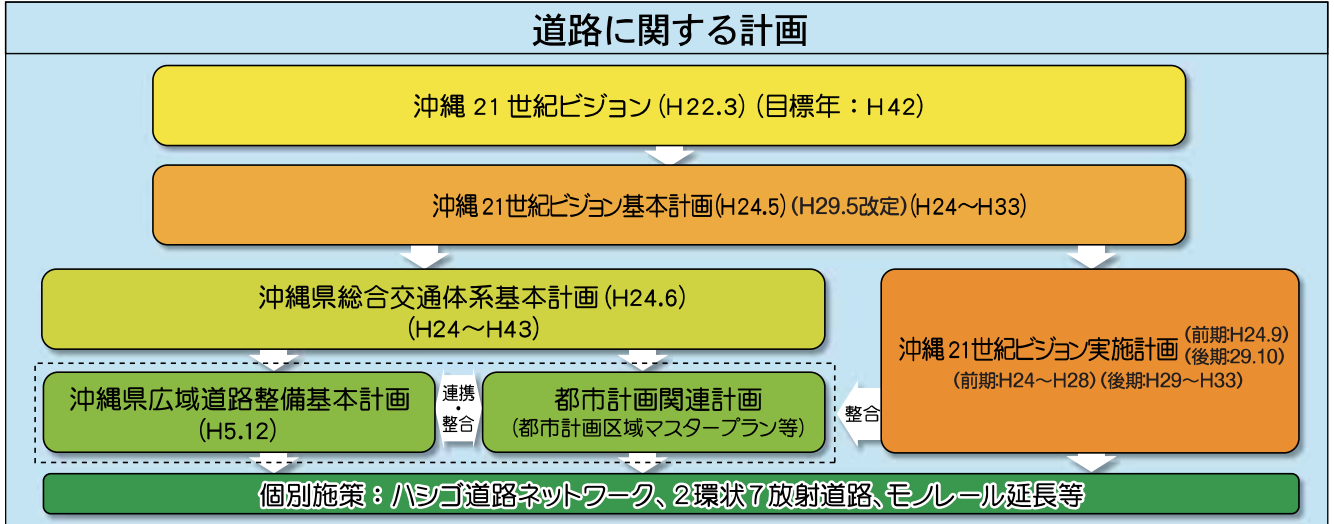 道路に関する計画
沖縄21世紀ビジョン(H22.3)(目標年：H42)
沖縄21世紀ビジョン基本計画(H24.5)(H29.5改定)(H24～H33)
沖縄県総合交通体系基本計画(H24.6)
(H24～H43)
沖縄21世紀ビジョン実施計画
(前期:H24.9)
(後期:29.10)
(前期:H24～H28)(後期:H29～H33)
沖縄県広域道路整備基本計画
(H5.12)
連携
・
整合
都市計画関連計画
(都市計画区域マスタープラン等)
整合
個別施策：ハシゴ道路ネットワーク、2環状7放射道路、モノレール延長等